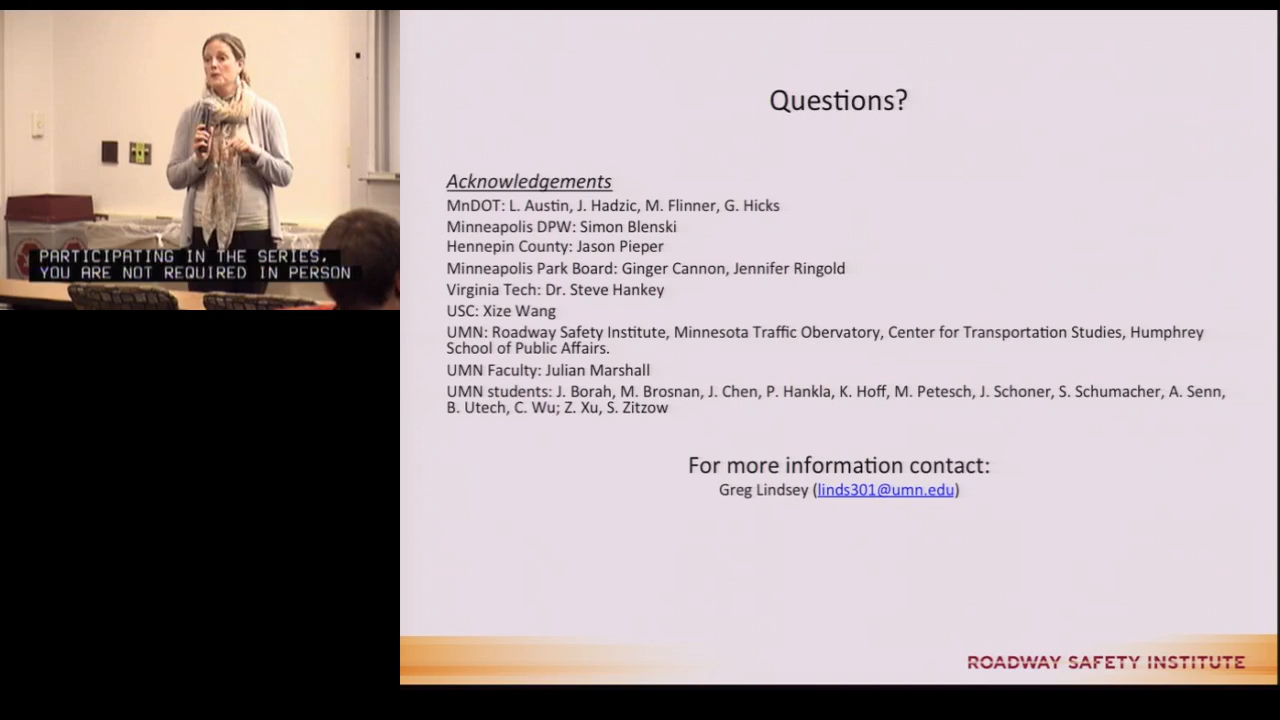 PARTICIPATING IN THE SERIES,
YOU ARE NOT REQUIRED IN PERSON
Questions?
Acknowledgements
MnDOT: L. Austin, J. Hadzic, M. Flinner, G. Hicks
Minneapolis DPW: Simon Blenski
Hennepin County: Jason Pieper
Minneapolis Park Board: Ginger Cannon, Jennifer Ringold
Virginia Tech: Dr. Steve Hankey
USC: Xize Wang
UMN: Roadway Safety Institute, Minnesota Traffic Obervatory, Center for Transportation Studies, Humphrey
School of Public Affairs.
UMN Faculty: Julian Marshall
UMN students: J. Borah, M. Brosnan, J. Chen, P. Hankla, K. Hoff, M. Petesch, J. Schoner, S. Schumacher, A. Senn,
B. Utech, C. Wu; Z. Xu, S. Zitzow
For more information contact:
Greg Lindsey (linds301@umn.edu)
ROADWAY SAFETY INSTITUTE